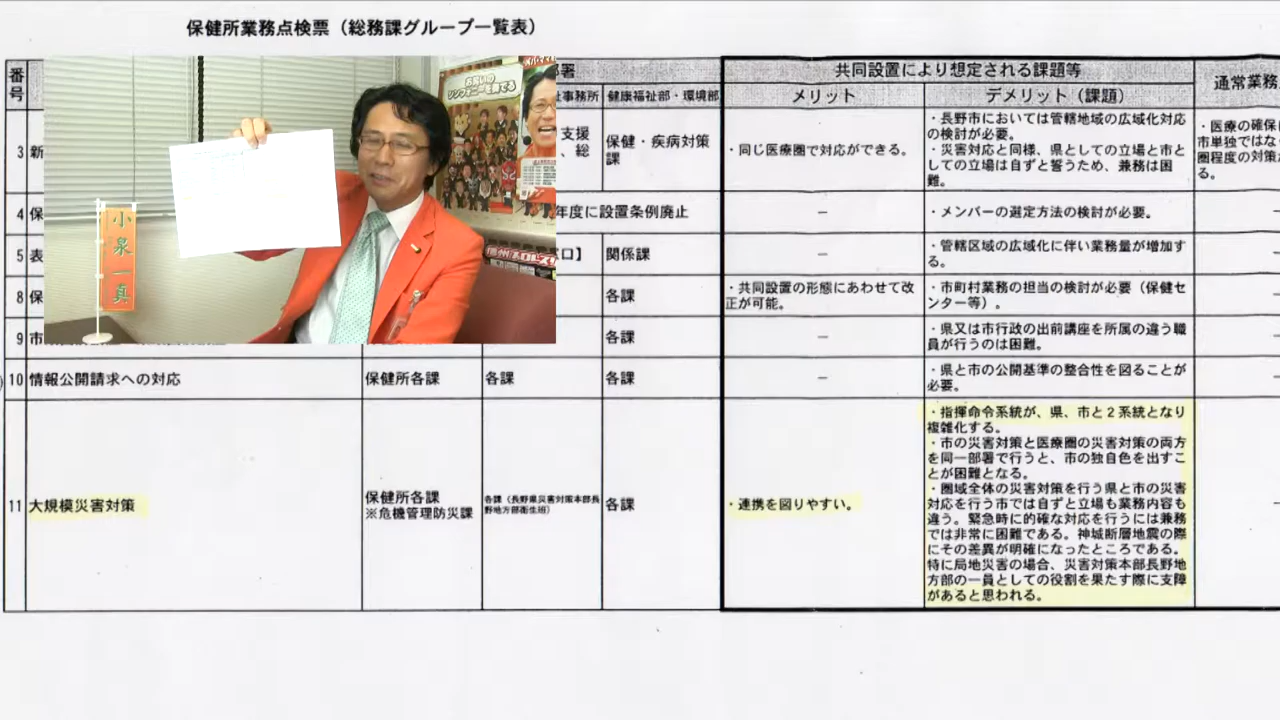 保健所業務点検票（総務課グループ一覧表）
番号
署
共同設置により想定される課題等
通常業務
事務所
健康福祉部・環境部
メリット
デメリット（課題）
3
新
支援
、総
保健・疾病対策
課
・同じ医療圏で対応ができる。
・長野市においては管轄地域の広域化対応
の検討が必要。
・災害対応と同様、県としての立場と市と
しての立場は自ずと誓うため、兼務は困
難。
・医療の確保
市単独ではな
圏程度の対策
る。
4
保
年度に設置条例廃止
－
・メンバーの選定方法の検討が必要。
5
表
口】
関係課
－
・管轄区域の広域化に伴い業務量が増加す
る。
8
保
各課
・共同設置の形態にあわせて改
正が可能。
・市町村業務の担当の検討が必要（保健セ
ンター等）。
9
市
各課
－
・県又は市行政の出前講座を所属の違う職
員が行うのは困難。
10
情報公開請求への対応
保健所各課
各課
各課
－
・県と市の公開基準の整合性を図ることが
必要。
11
大規模災害対策
保健所各課
※危機管理防災課
各課（長野県災害対策本部長
野地方部衛生班）
各課
・連携を図りやすい。
・指揮命令系統が、県、市と２系統となり
複雑化する。
・市の災害対策と医療圏の災害対策の両方
を同一部署で行うと、市の独自色を出すこ
とが困難となる。
・圏域全体の災害対策を行う県と市の災害
対応を行う市では自ずと立場も業務内容も
違う。緊急時に的確な対応を行うには兼務
では非常に困難である。神城断層地震の際
にその差異が明確になったところである。
特に局地災害の場合、災害対策本部長野地
方部の一員としての役割を果たす際に支障
があると思われる。
小泉一真